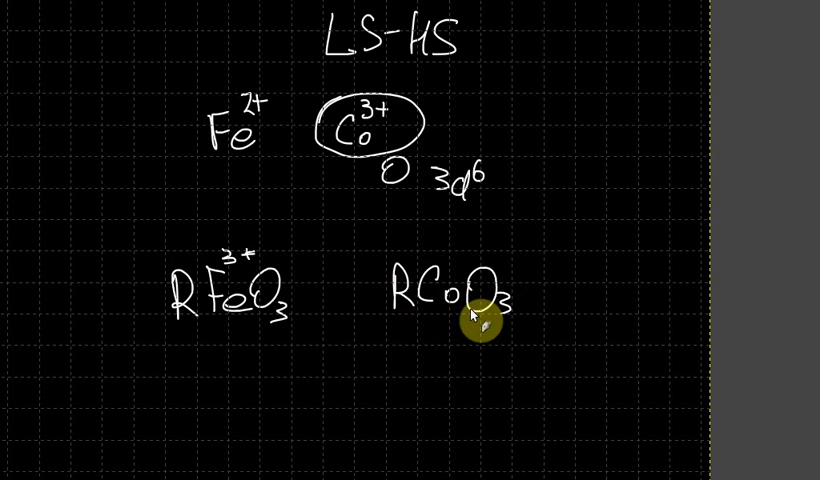 LS-HS
Fe²⁺ Co³⁺
O 3d⁶
RFe³⁺O₃ RCoO₃